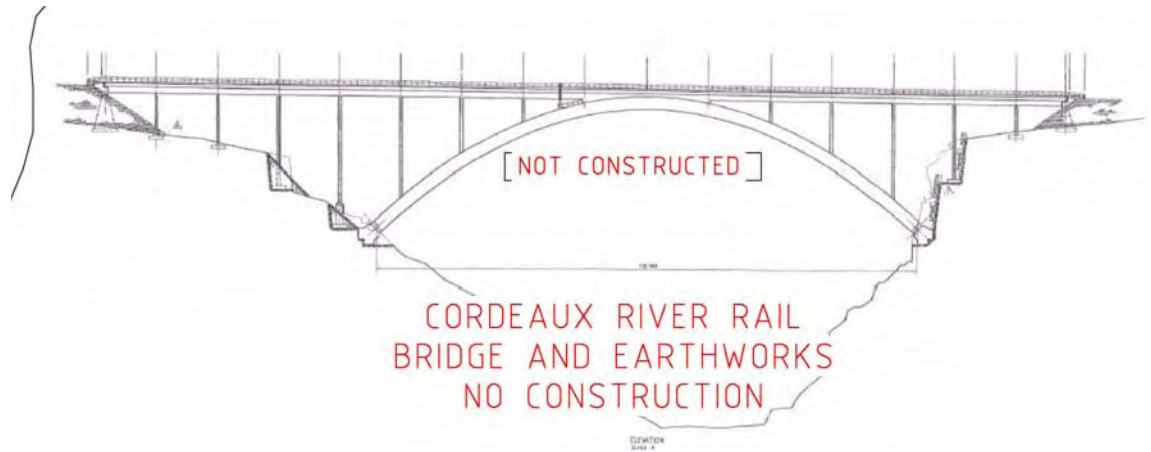 [NOT CONSTRUCTED]
CORDEAUX RIVER RAIL
BRIDGE AND EARTHWORKS
NO CONSTRUCTION
ELEVATION